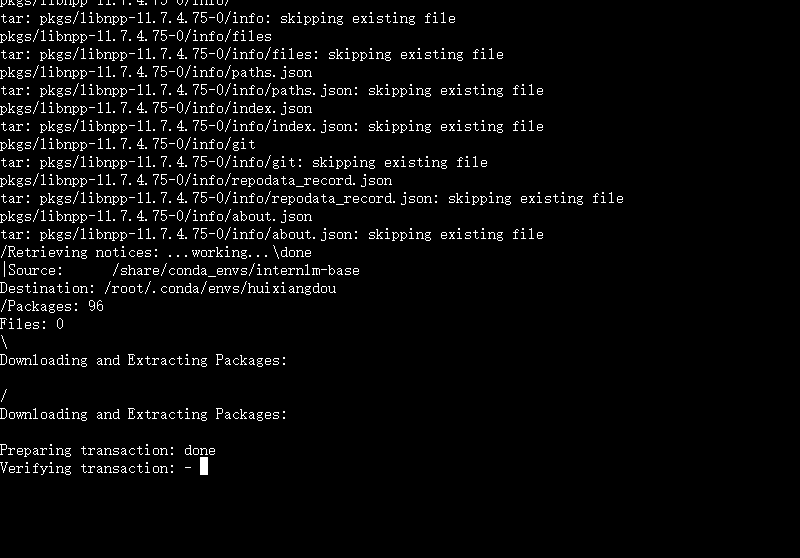 pkgs/libnpp-11.7.4.75-0/info/
tar: pkgs/libnpp-11.7.4.75-0/info: skipping existing file
pkgs/libnpp-11.7.4.75-0/info/files
tar: pkgs/libnpp-11.7.4.75-0/info/files: skipping existing file
pkgs/libnpp-11.7.4.75-0/info/paths.json
tar: pkgs/libnpp-11.7.4.75-0/info/paths.json: skipping existing file
pkgs/libnpp-11.7.4.75-0/info/index.json
tar: pkgs/libnpp-11.7.4.75-0/info/index.json: skipping existing file
pkgs/libnpp-11.7.4.75-0/info/git
tar: pkgs/libnpp-11.7.4.75-0/info/git: skipping existing file
pkgs/libnpp-11.7.4.75-0/info/repodata_record.json
tar: pkgs/libnpp-11.7.4.75-0/info/repodata_record.json: skipping existing file
pkgs/libnpp-11.7.4.75-0/info/about.json
tar: pkgs/libnpp-11.7.4.75-0/info/about.json: skipping existing file
/Retrieving notices: ...working...\done
|Source:      /share/conda_envs/internlm-base
Destination: /root/.conda/envs/huixiangdou
/Packages: 96
Files: 0
\
Downloading and Extracting Packages:
/
Downloading and Extracting Packages:
Preparing transaction: done
Verifying transaction: -